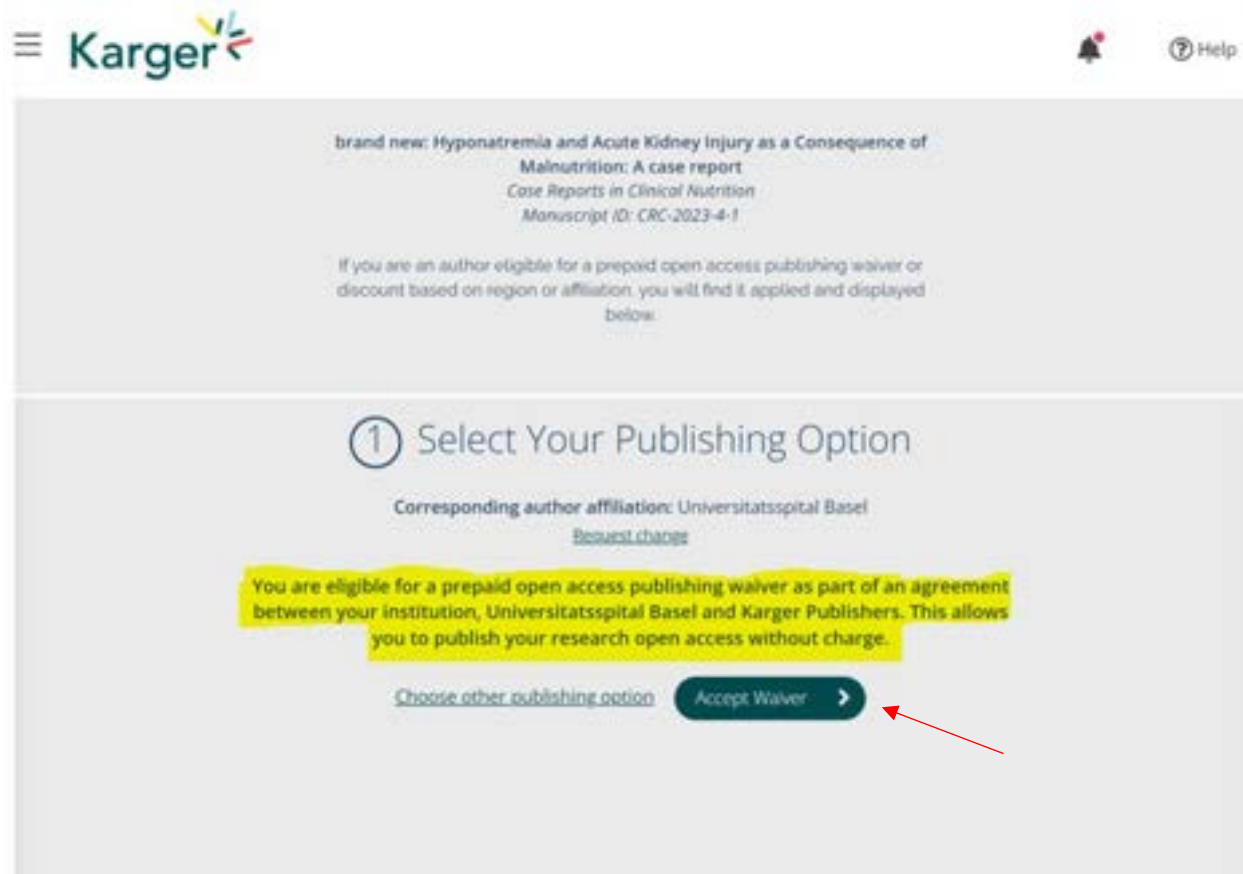 Karger
Help
brand new: Hyponatremia and Acute Kidney Injury as a Consequence of
Malnutrition: A case report
Case Reports in Clinical Nutrition
Manuscript ID: CRC-2023-4-1
If you are an author eligible for a prepaid open access publishing waiver or
discount based on region or affiliation, you will find it applied and displayed
below.
1 Select Your Publishing Option
Corresponding author affiliation: Universitatsspital Basel
Request change
You are eligible for a prepaid open access publishing waiver as part of an agreement
between your institution, Universitatsspital Basel and Karger Publishers. This allows
you to publish your research open access without charge.
Choose other publishing option Accept Waiver